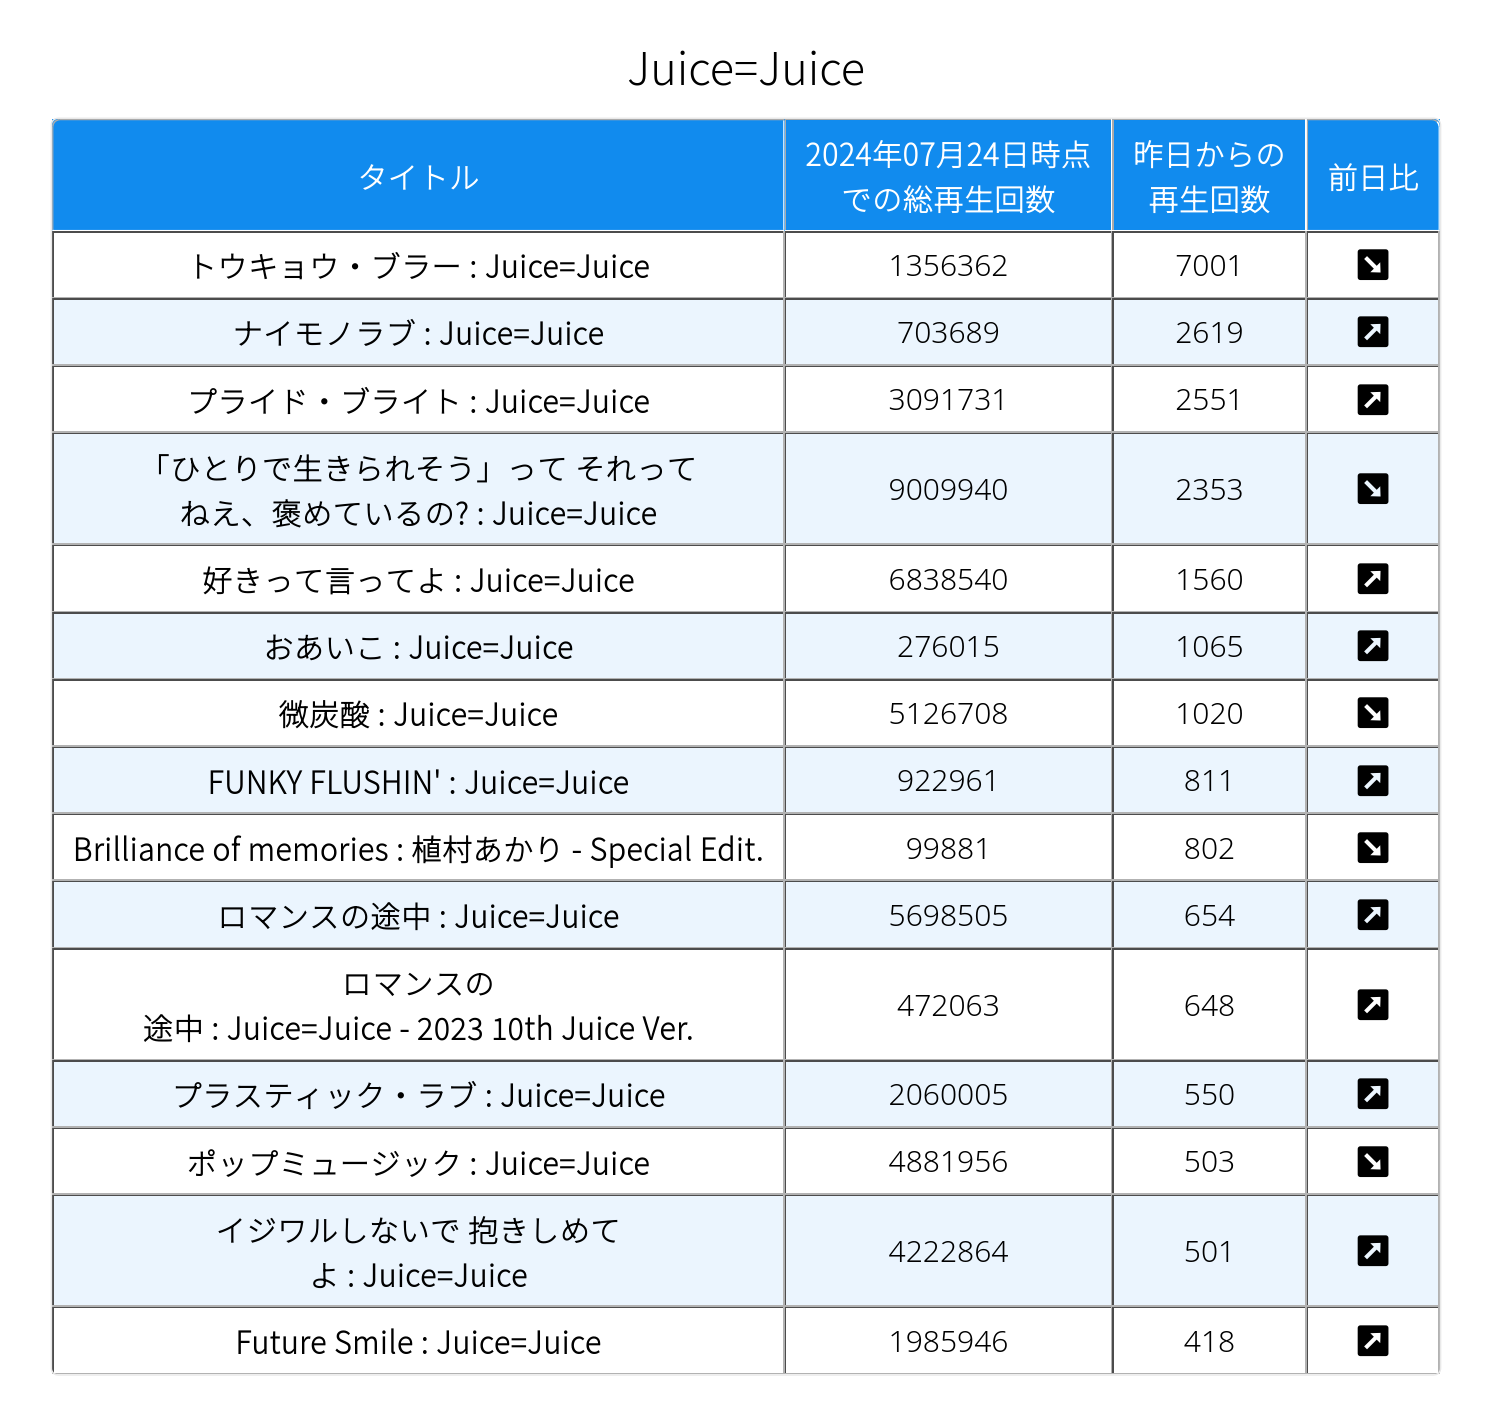 Juice=Juice
タイトル
2024年07月24日時点
での総再生回数
昨日からの
再生回数
前日比
トウキョウ・ブラー : Juice=Juice 1356362 7001
ナイモノラブ : Juice=Juice 703689 2619
プライド・ブライト : Juice=Juice 3091731 2551
「ひとりで生きられそう」って それって
ねえ、褒めているの? : Juice=Juice 9009940 2353
好きって言ってよ : Juice=Juice 6838540 1560
おあいこ : Juice=Juice 276015 1065
微炭酸 : Juice=Juice 5126708 1020
FUNKY FLUSHIN' : Juice=Juice 922961 811
Brilliance of memories : 植村あかり - Special Edit. 99881 802
ロマンスの途中 : Juice=Juice 5698505 654
ロマンスの
途中 : Juice=Juice - 2023 10th Juice Ver. 472063 648
プラスティック・ラブ : Juice=Juice 2060005 550
ポップミュージック : Juice=Juice 4881956 503
イジワルしないで 抱きしめて
よ : Juice=Juice 4222864 501
Future Smile : Juice=Juice 1985946 418